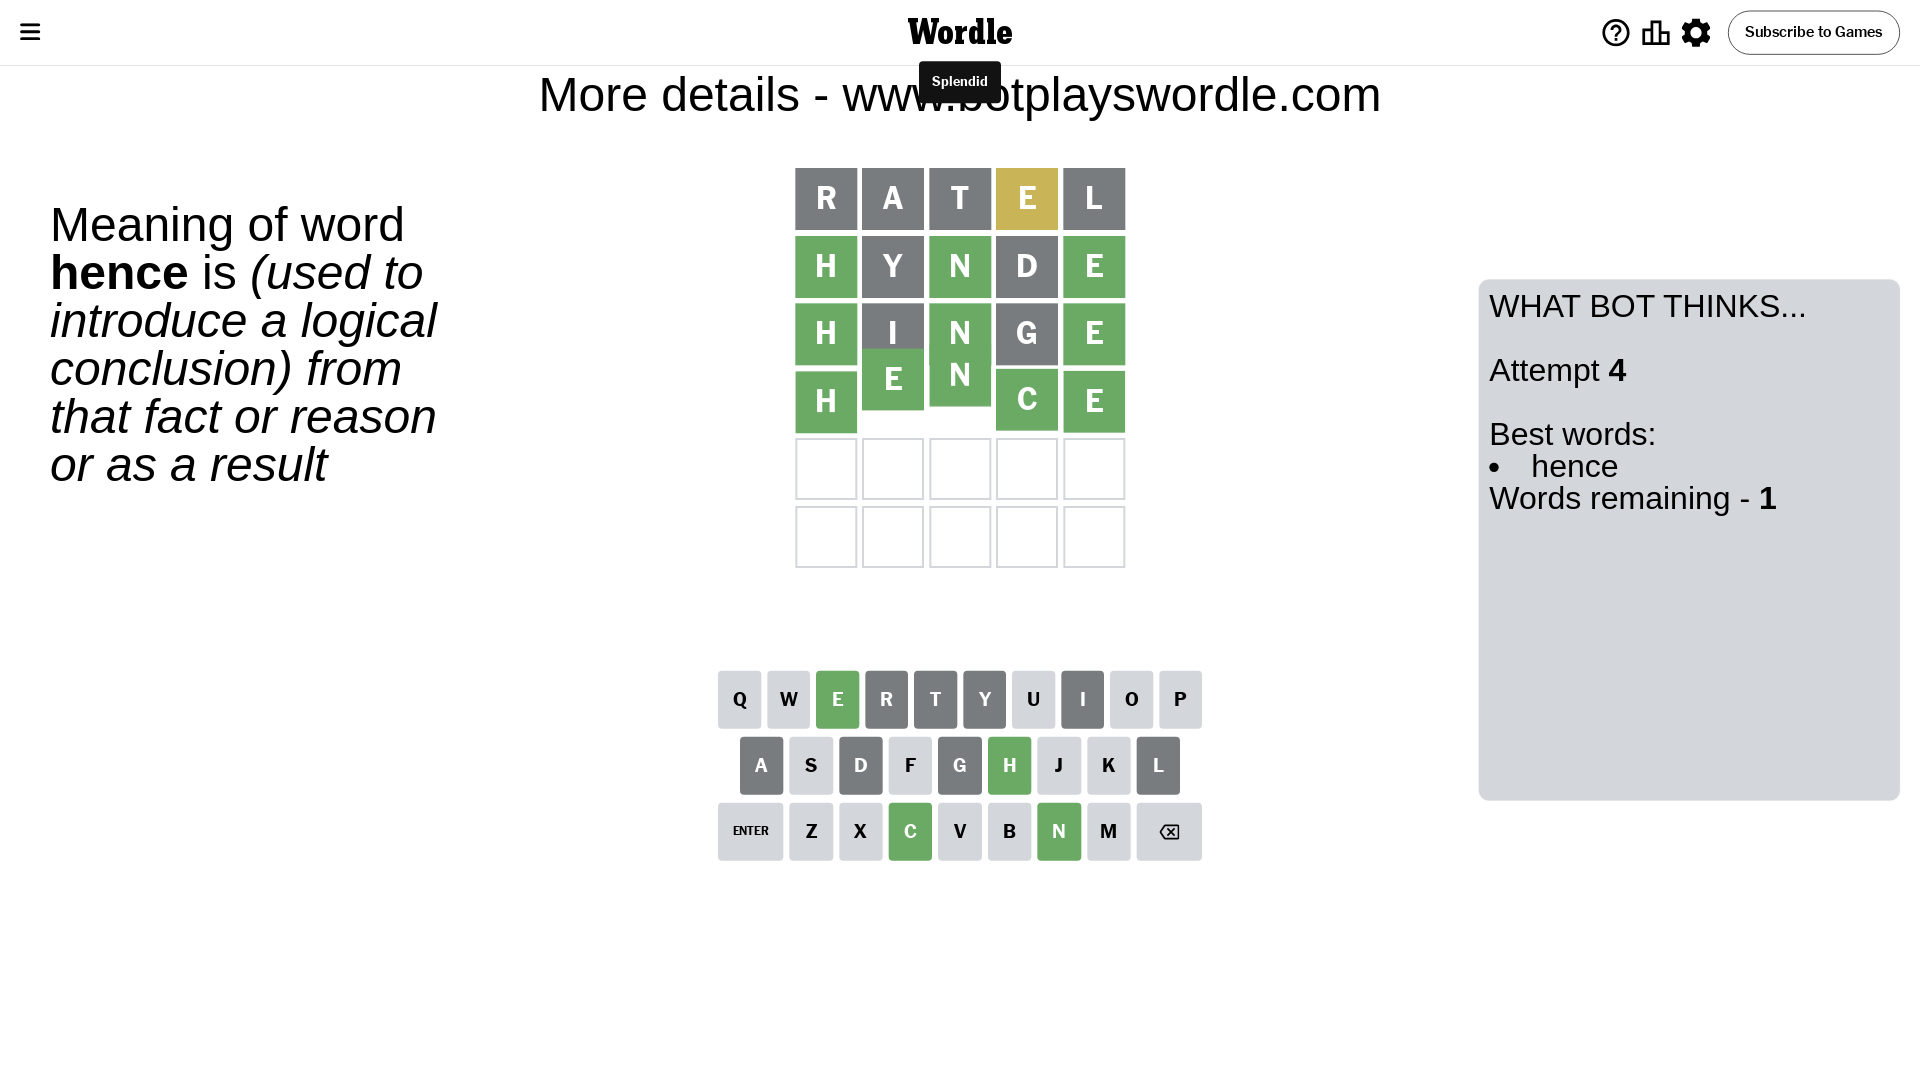 Wordle
Subscribe to Games
Splendid
More details - www.botplayswordle.com
Meaning of word
hence is (used to
introduce a logical
conclusion) from
that fact or reason
or as a result
R A T E L
H Y N D E
H I N G E
H E N C E
WHAT BOT THINKS...
Attempt 4
Best words:
• hence
Words remaining - 1
Q W E R T Y U I O P
A S D F G H J K L
ENTER Z X C V B N M